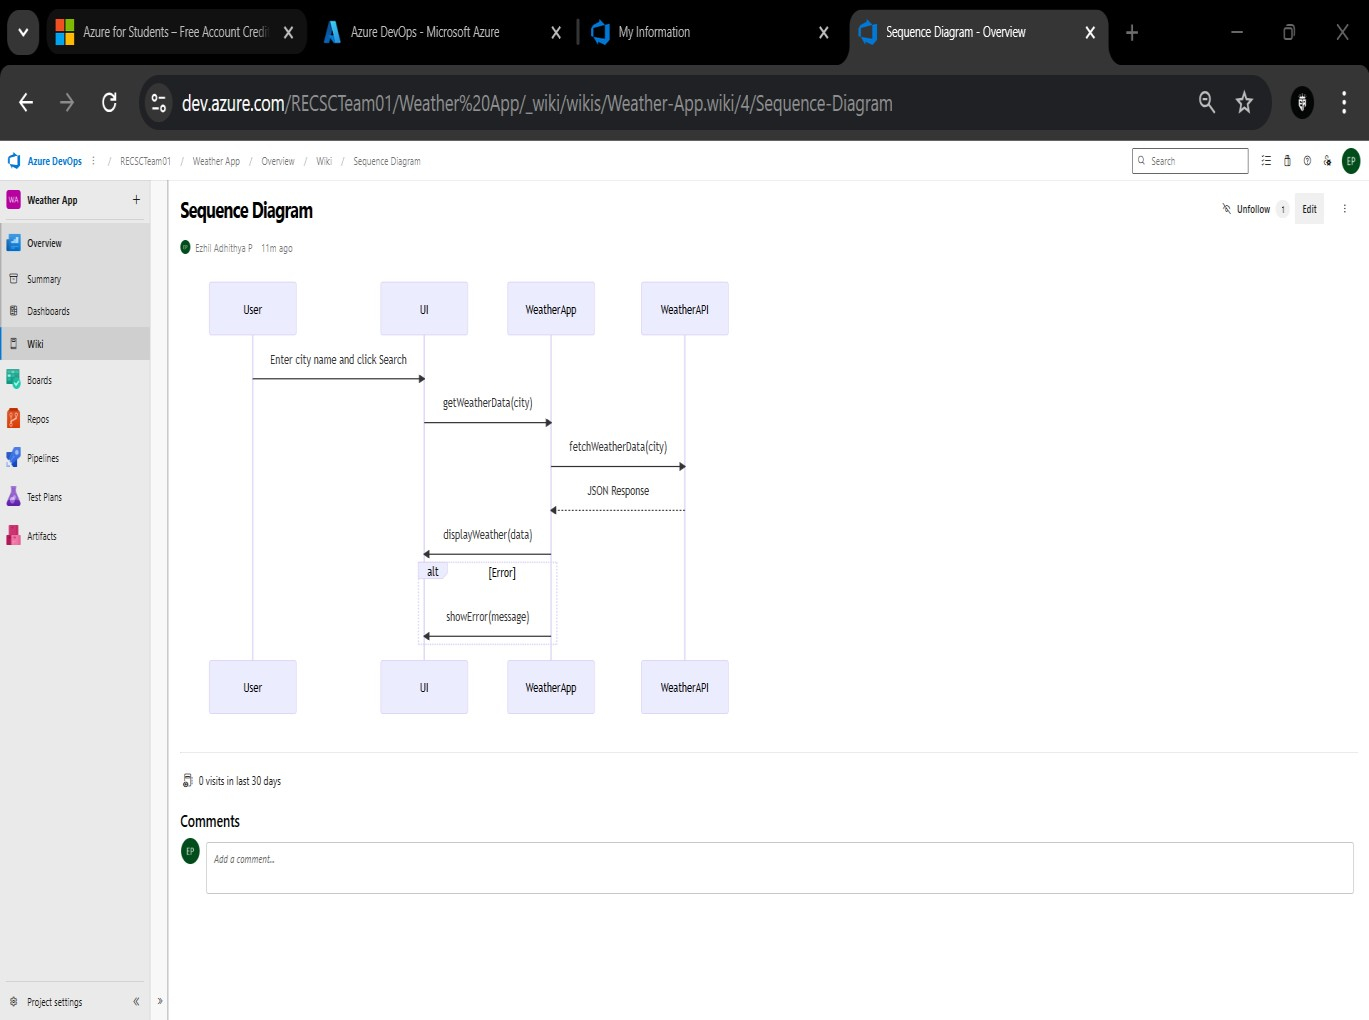 Azure for Students – Free Account Credi
Azure DevOps - Microsoft Azure
My Information
Sequence Diagram - Overview
dev.azure.com/RECSCTeam01/Weather%20App/_wiki/wikis/Weather-App.wiki/4/Sequence-Diagram
Azure DevOps / RECSCTeam01 / Weather App / Overview / Wiki / Sequence Diagram
Search
EP
WA Weather App
Overview
Summary
Dashboards
Wiki
Boards
Repos
Pipelines
Test Plans
Artifacts
Project settings
Sequence Diagram
Unfollow 1 Edit
Ezhil Adhithya P 11m ago
User UI WeatherApp WeatherAPI
Enter city name and click Search
getWeatherData(city)
fetchWeatherData(city)
JSON Response
displayWeather(data)
alt [Error]
showError(message)
User UI WeatherApp WeatherAPI
0 visits in last 30 days
Comments
EP
Add a comment...